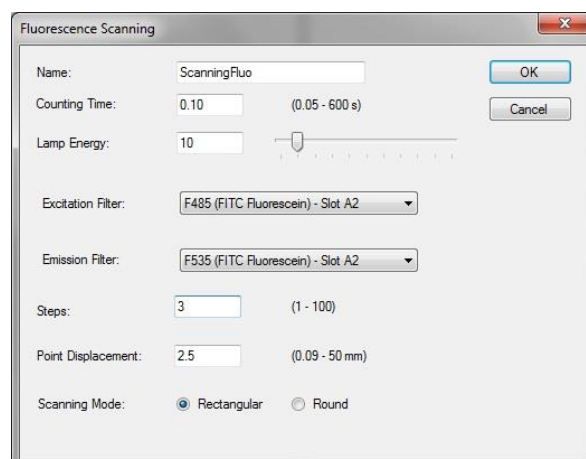 Fluorescence Scanning
Name: ScanningFluo OK
Counting Time: 0.10 (0.05 - 600 s) Cancel
Lamp Energy: 10
Excitation Filter: F485 (FITC Fluorescein) - Slot A2
Emission Filter: F535 (FITC Fluorescein) - Slot A2
Steps: 3 (1 - 100)
Point Displacement: 2.5 (0.09 - 50 mm)
Scanning Mode: Rectangular Round